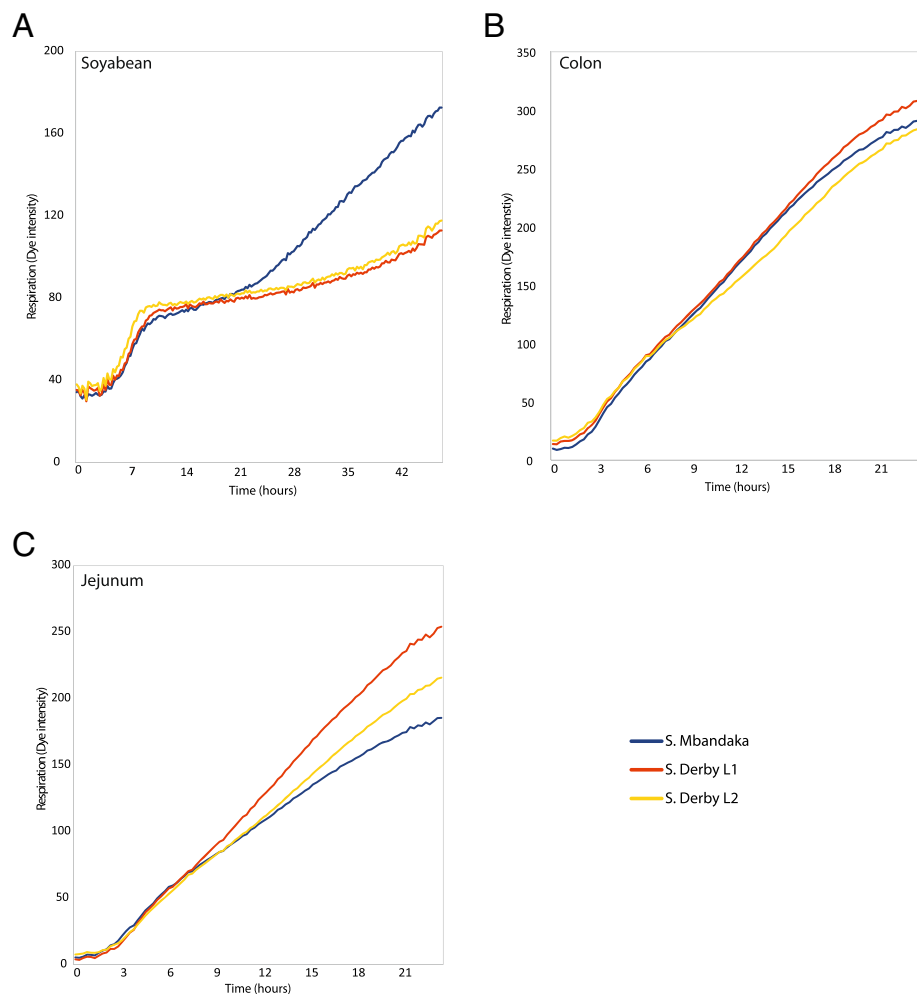 A
Soyabean
200
160
120
80
40
0
Respiration (Dye intensity)
0 7 14 21 28 35 42
Time (hours)
B
Colon
350
300
250
200
150
100
50
0
Respiration (Dye intenstiy)
0 3 6 9 12 15 18 21
Time (hours)
C
Jejunum
300
250
200
150
100
50
0
Respiration (Dye intensity)
0 3 6 9 12 15 18 21
Time (hours)
S. Mbandaka
S. Derby L1
S. Derby L2